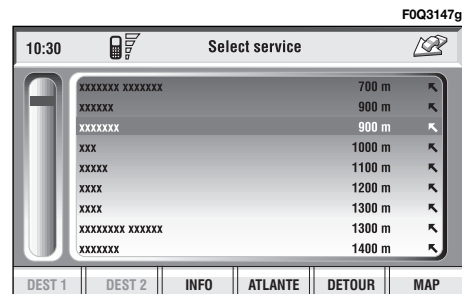 F0Q3147g
10:30 Select service
xxxxxxx xxxxxxx 700 m
xxxxxx 900 m
xxxxxxx 900 m
xxx 1000 m
xxxxx 1100 m
xxxx 1200 m
xxxx 1300 m
xxxxxxxx xxxxxx 1300 m
xxxxxxx 1400 m
DEST 1 DEST 2 INFO ATLANTE DETOUR MAP